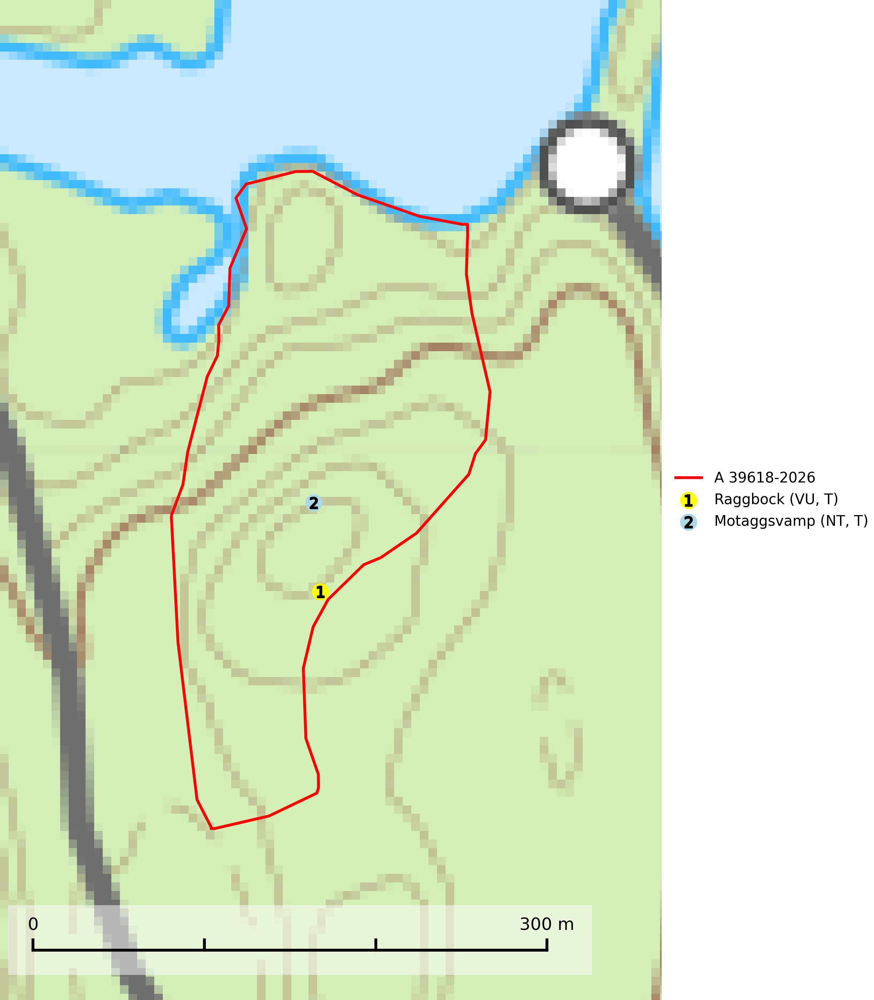 2
1
A 39618-2026
1 Raggbock (VU, T)
2 Motaggsvamp (NT, T)
0 300 m